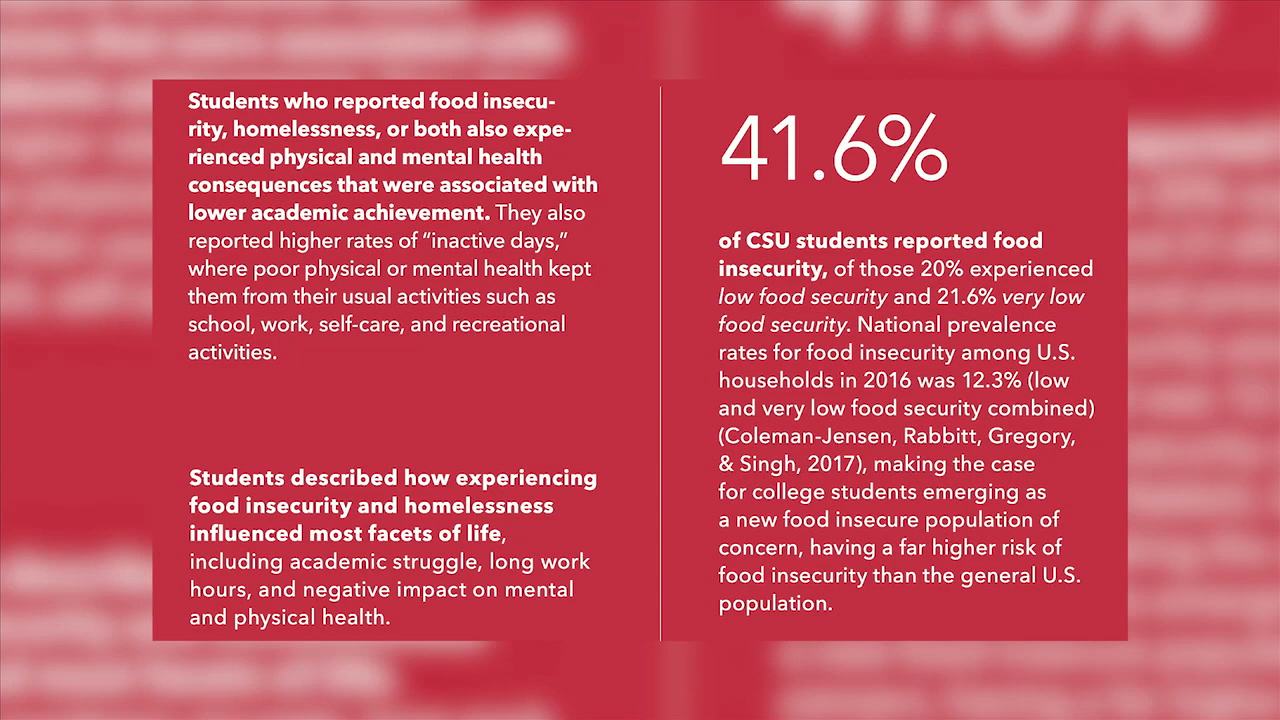 Students who reported food insecu-
rity, homelessness, or both also expe-
rienced physical and mental health
consequences that were associated with
lower academic achievement. They also
reported higher rates of “inactive days,”
where poor physical or mental health kept
them from their usual activities such as
school, work, self-care, and recreational
activities.
Students described how experiencing
food insecurity and homelessness
influenced most facets of life,
including academic struggle, long work
hours, and negative impact on mental
and physical health.
41.6%
of CSU students reported food
insecurity, of those 20% experienced
low food security and 21.6% very low
food security. National prevalence
rates for food insecurity among U.S.
households in 2016 was 12.3% (low
and very low food security combined)
(Coleman-Jensen, Rabbitt, Gregory,
& Singh, 2017), making the case
for college students emerging as
a new food insecure population of
concern, having a far higher risk of
food insecurity than the general U.S.
population.